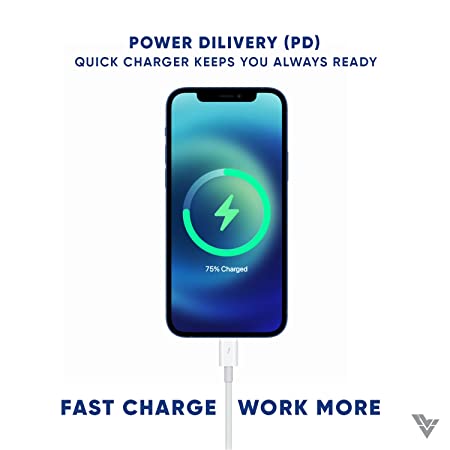 POWER DILIVERY (PD)
QUICK CHARGER KEEPS YOU ALWAYS READY
75% Charged
FAST CHARGE WORK MORE